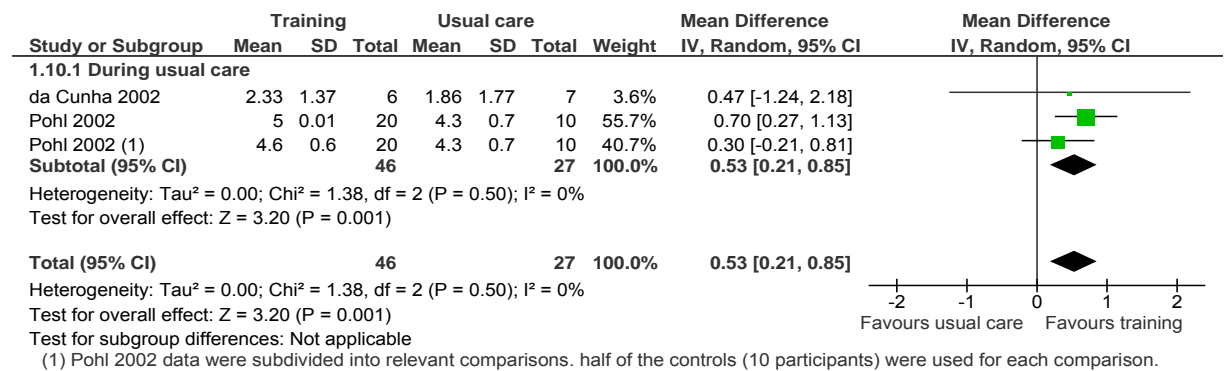 Training Usual care Mean Difference Mean Difference
Study or Subgroup Mean SD Total Mean SD Total Weight IV, Random, 95% CI IV, Random, 95% CI
1.10.1 During usual care
da Cunha 2002 2.33 1.37 6 1.86 1.77 7 3.6% 0.47 [-1.24, 2.18]
Pohl 2002 5 0.01 20 4.3 0.7 10 55.7% 0.70 [0.27, 1.13]
Pohl 2002 (1) 4.6 0.6 20 4.3 0.7 10 40.7% 0.30 [-0.21, 0.81]
Subtotal (95% CI) 46 27 100.0% 0.53 [0.21, 0.85]
Heterogeneity: Tau² = 0.00; Chi² = 1.38, df = 2 (P = 0.50); I² = 0%
Test for overall effect: Z = 3.20 (P = 0.001)
Total (95% CI) 46 27 100.0% 0.53 [0.21, 0.85]
Heterogeneity: Tau² = 0.00; Chi² = 1.38, df = 2 (P = 0.50); I² = 0%
Test for overall effect: Z = 3.20 (P = 0.001)
Test for subgroup differences: Not applicable
-2 -1 0 1 2
Favours usual care Favours training
(1) Pohl 2002 data were subdivided into relevant comparisons. half of the controls (10 participants) were used for each comparison.